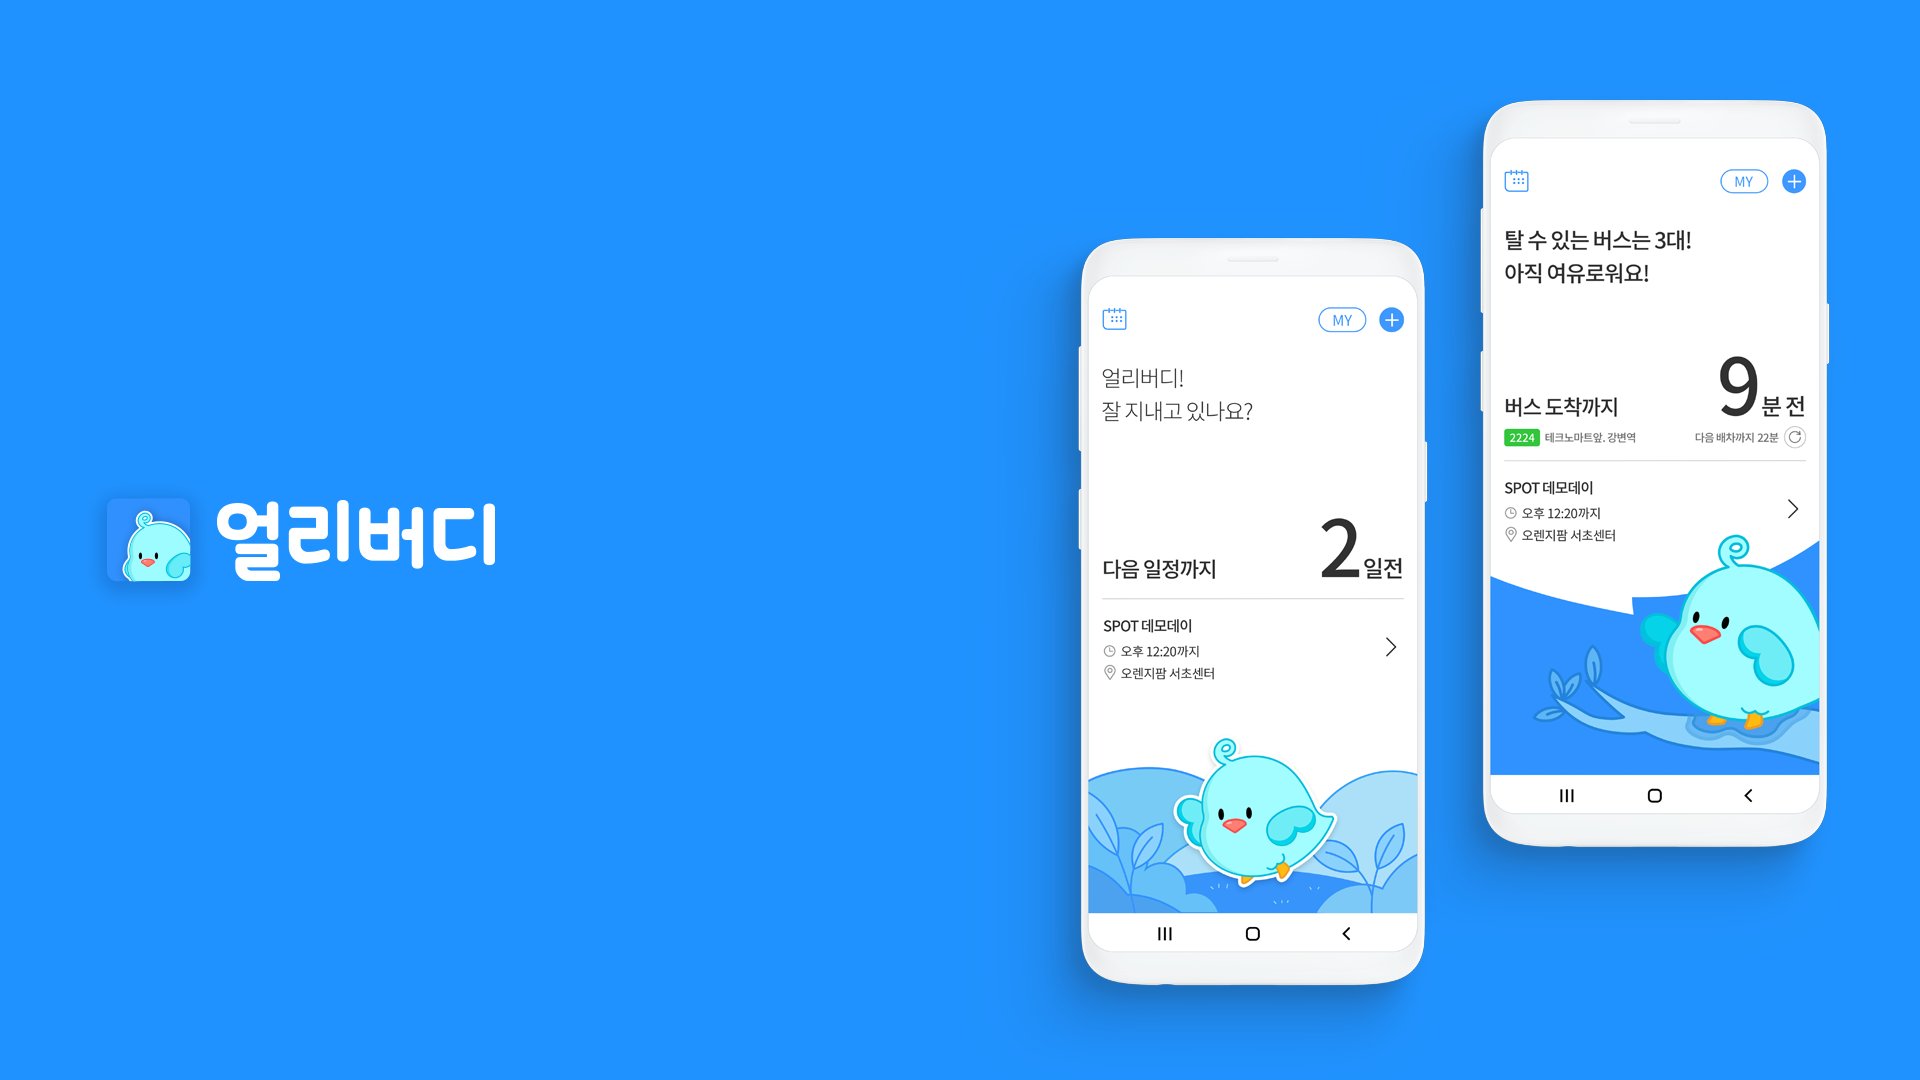 얼리버디
MY
얼리버디!
잘 지내고 있나요?
다음 일정까지
2일전
SPOT 데모데이
오후 12:20까지
오렌지팜 서초센터
MY
탈 수 있는 버스는 3대!
아직 여유로워요!
버스 도착까지
9분 전
2224 테크노마트앞. 강변역
다음 배차까지 22분
SPOT 데모데이
오후 12:20까지
오렌지팜 서초센터